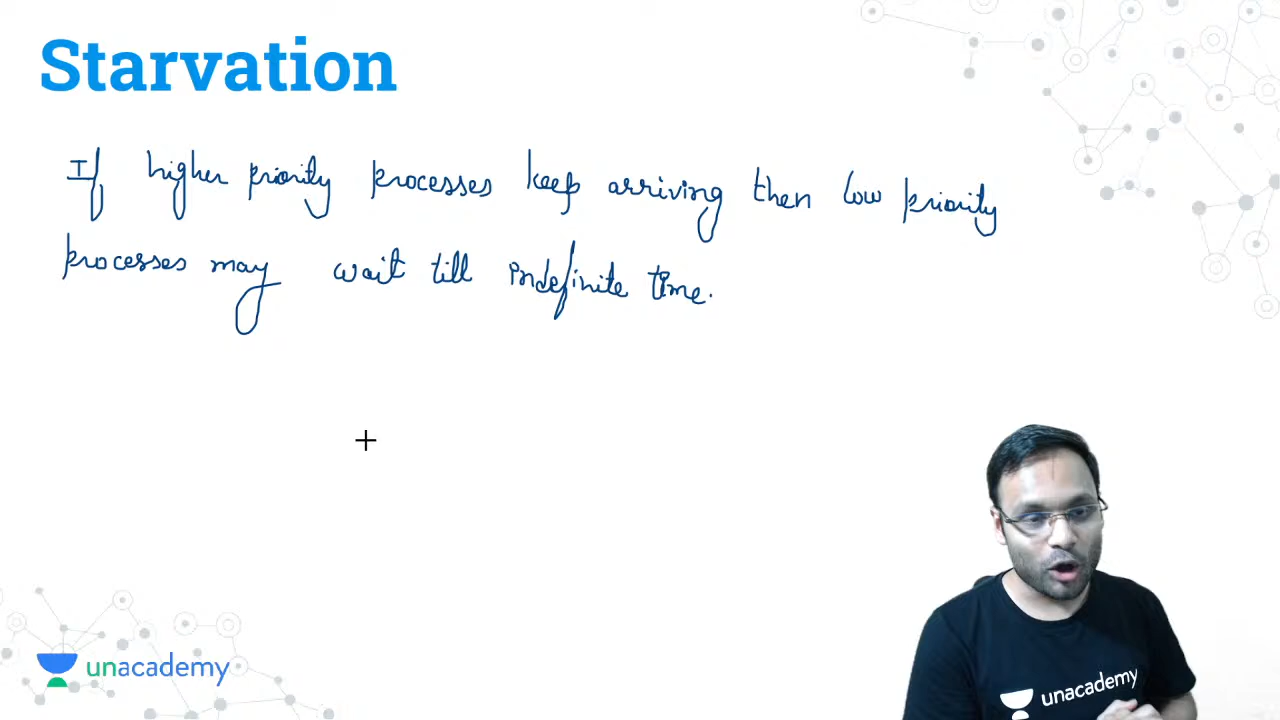 Starvation
If higher priority processes keep arriving then low priority
processes may wait till indefinite time.
unacademy
unacademy